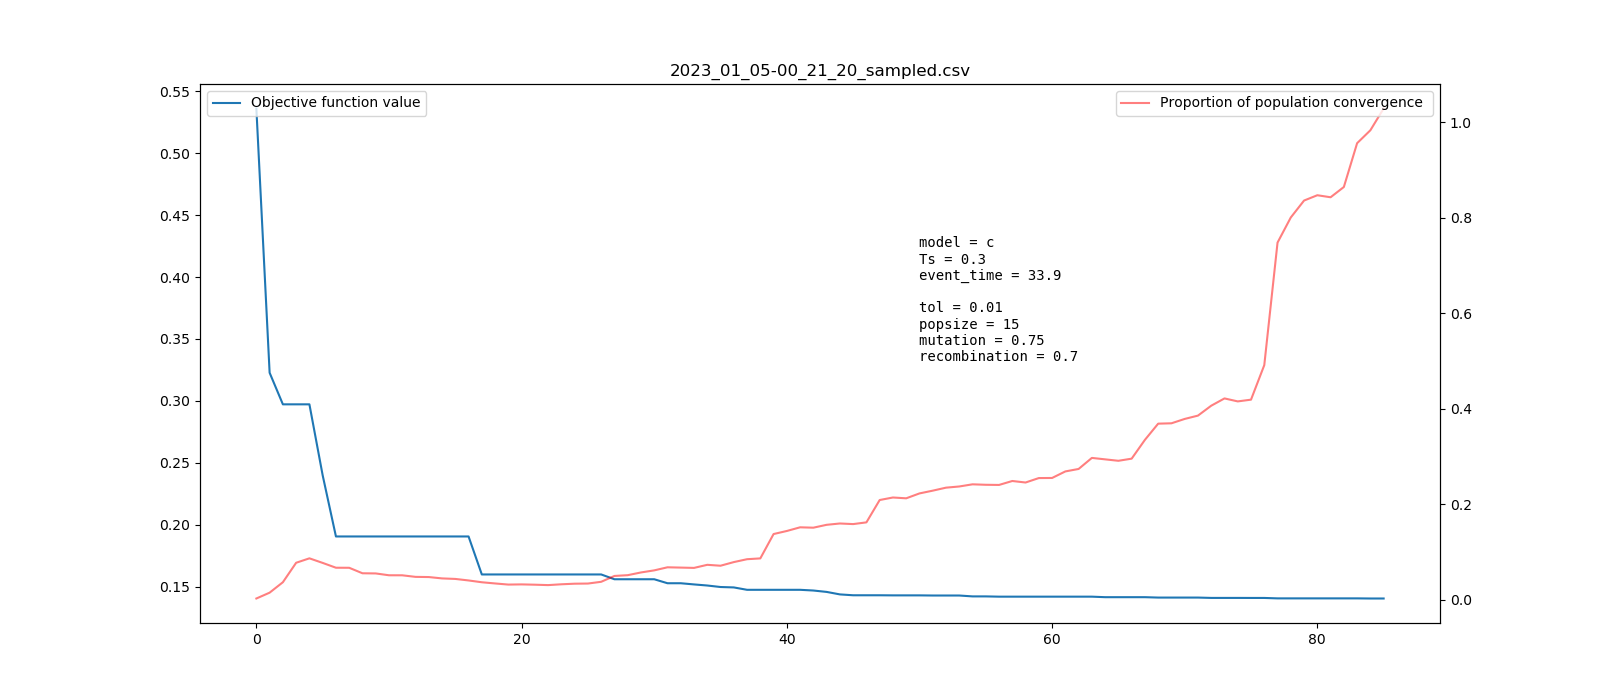 2023_01_05-00_21_20_sampled.csv
Objective function value
Proportion of population convergence
0.55
0.50
0.45
0.40
0.35
0.30
0.25
0.20
0.15
1.0
0.8
0.6
0.4
0.2
0.0
model = c
Ts = 0.3
event_time = 33.9
tol = 0.01
popsize = 15
mutation = 0.75
recombination = 0.7
0 20 40 60 80